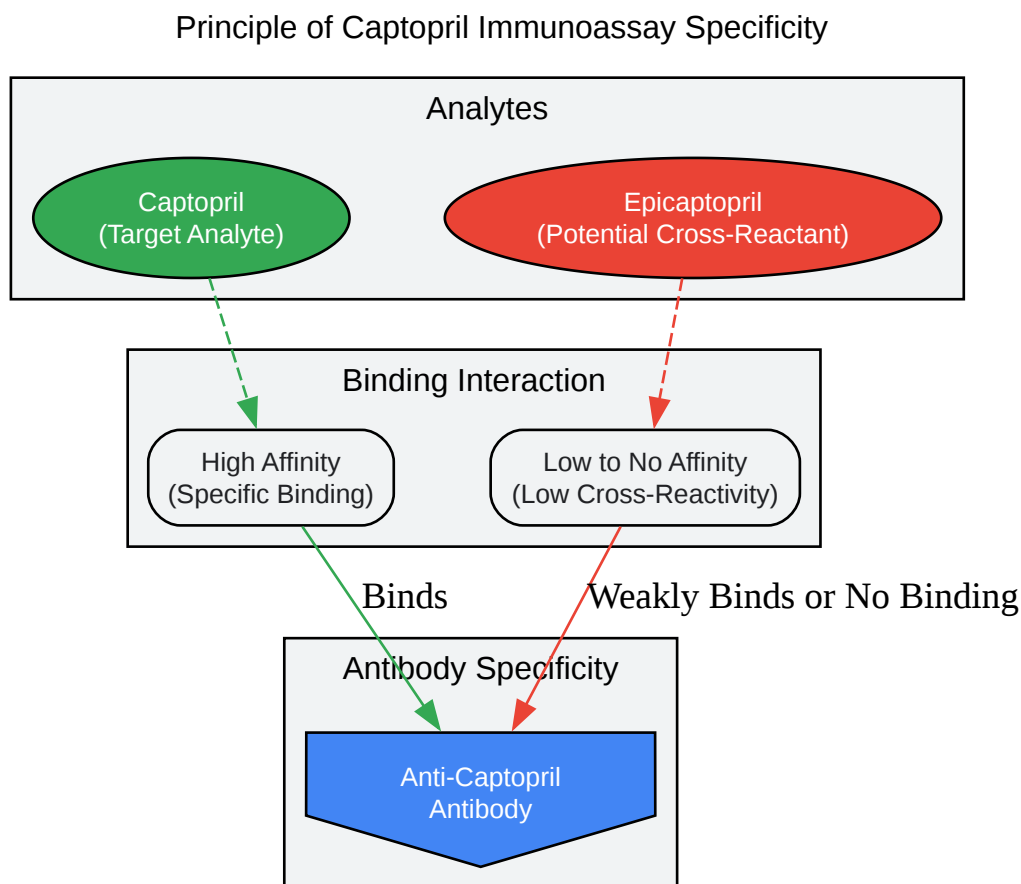 Principle of Captopril Immunoassay Specificity
Analytes
Captopril
(Target Analyte)
Epicaptopril
(Potential Cross-Reactant)
Binding Interaction
High Affinity
(Specific Binding)
Low to No Affinity
(Low Cross-Reactivity)
Binds
Weakly Binds or No Binding
Antibody Specificity
Anti-Captopril
Antibody